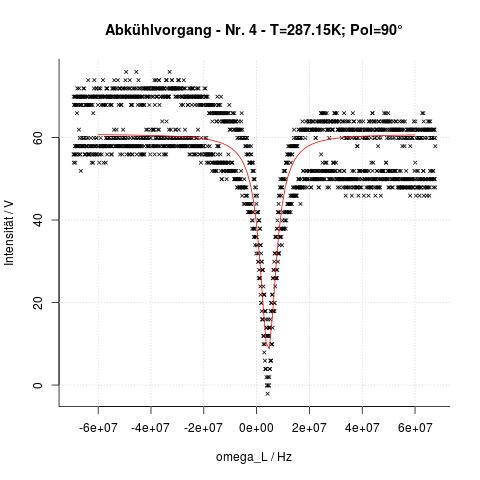 Abkühlvorgang - Nr. 4 - T=287.15K; Pol=90°
Intensität / V
60
40
20
0
-6e+07 -4e+07 -2e+07 0e+00 2e+07 4e+07 6e+07
omega_L / Hz